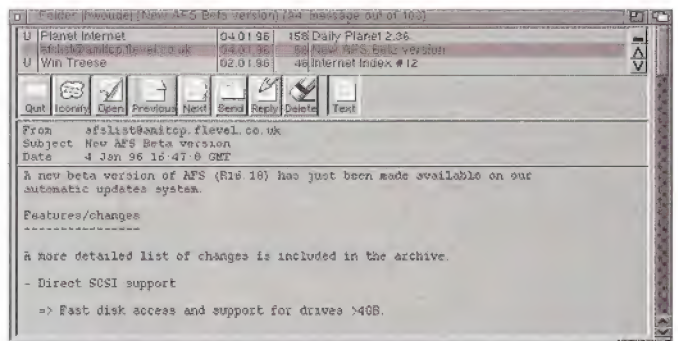 Folder (New AFS Beta version) message out of 103)
U Planet Internet 04.01.96 158 Daily Planet 2.36
afslist@amitcp.flevel.co.uk 04.01.96 New AFS Beta version
U Win Treese 02.01.96 46 Internet Index #12
Quit Iconify Open Previous Next Send Reply Delete Text
From afslist@amitcp.flevel.co.uk
Subject New AFS Beta version
Date 4 Jan 96 16:47:0 GMT
A new beta version of AFS (R16.18) has just been made available on our
automatic updates system.
Features/changes
----------------
A more detailed list of changes is included in the archive.
- Direct SCSI support
=> Fast disk access and support for drives >4GB.